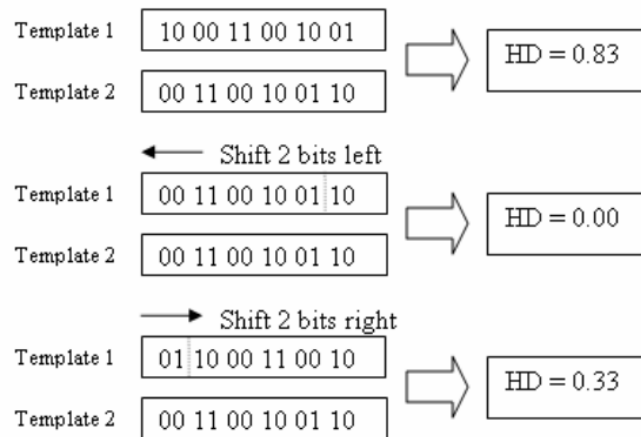 Template 1 10 00 11 00 10 01
HD = 0.83
Template 2 00 11 00 10 01 10
Shift 2 bits left
Template 1 00 11 00 10 01 10
HD = 0.00
Template 2 00 11 00 10 01 10
Shift 2 bits right
Template 1 01 10 00 11 00 10
HD = 0.33
Template 2 00 11 00 10 01 10